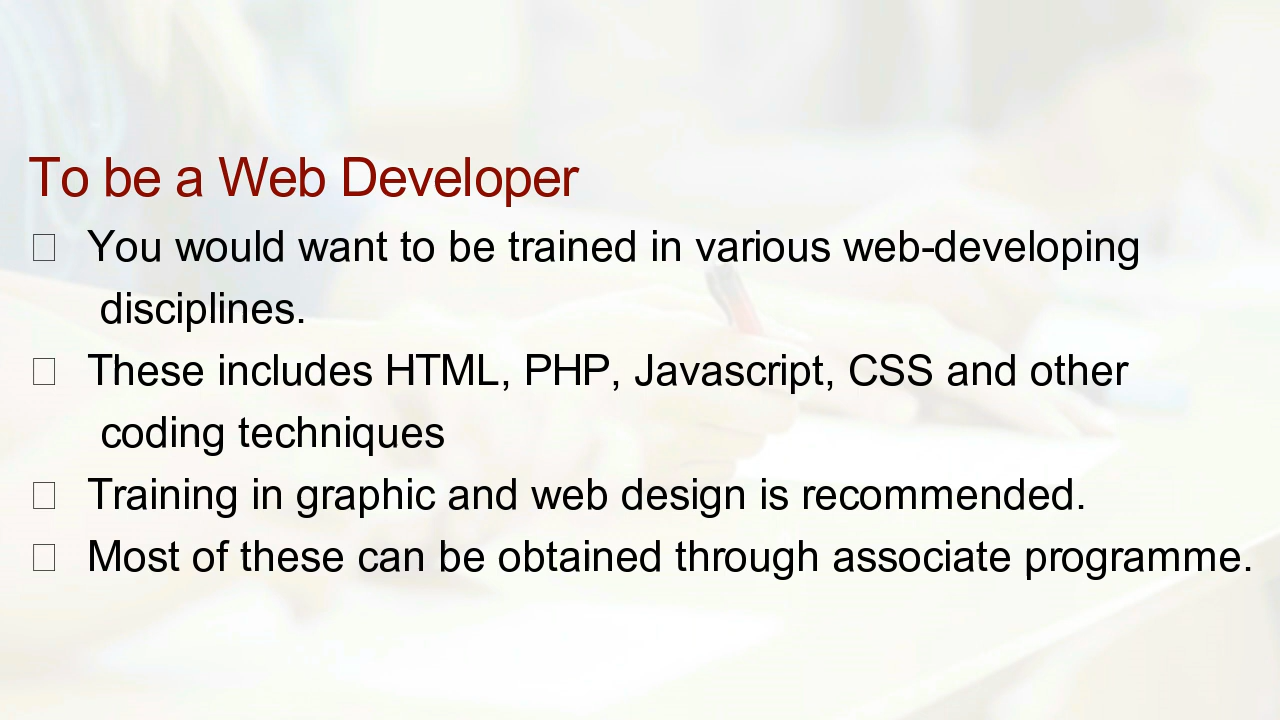 To be a Web Developer
□ You would want to be trained in various web-developing
disciplines.
□ These includes HTML, PHP, Javascript, CSS and other
coding techniques
□ Training in graphic and web design is recommended.
□ Most of these can be obtained through associate programme.